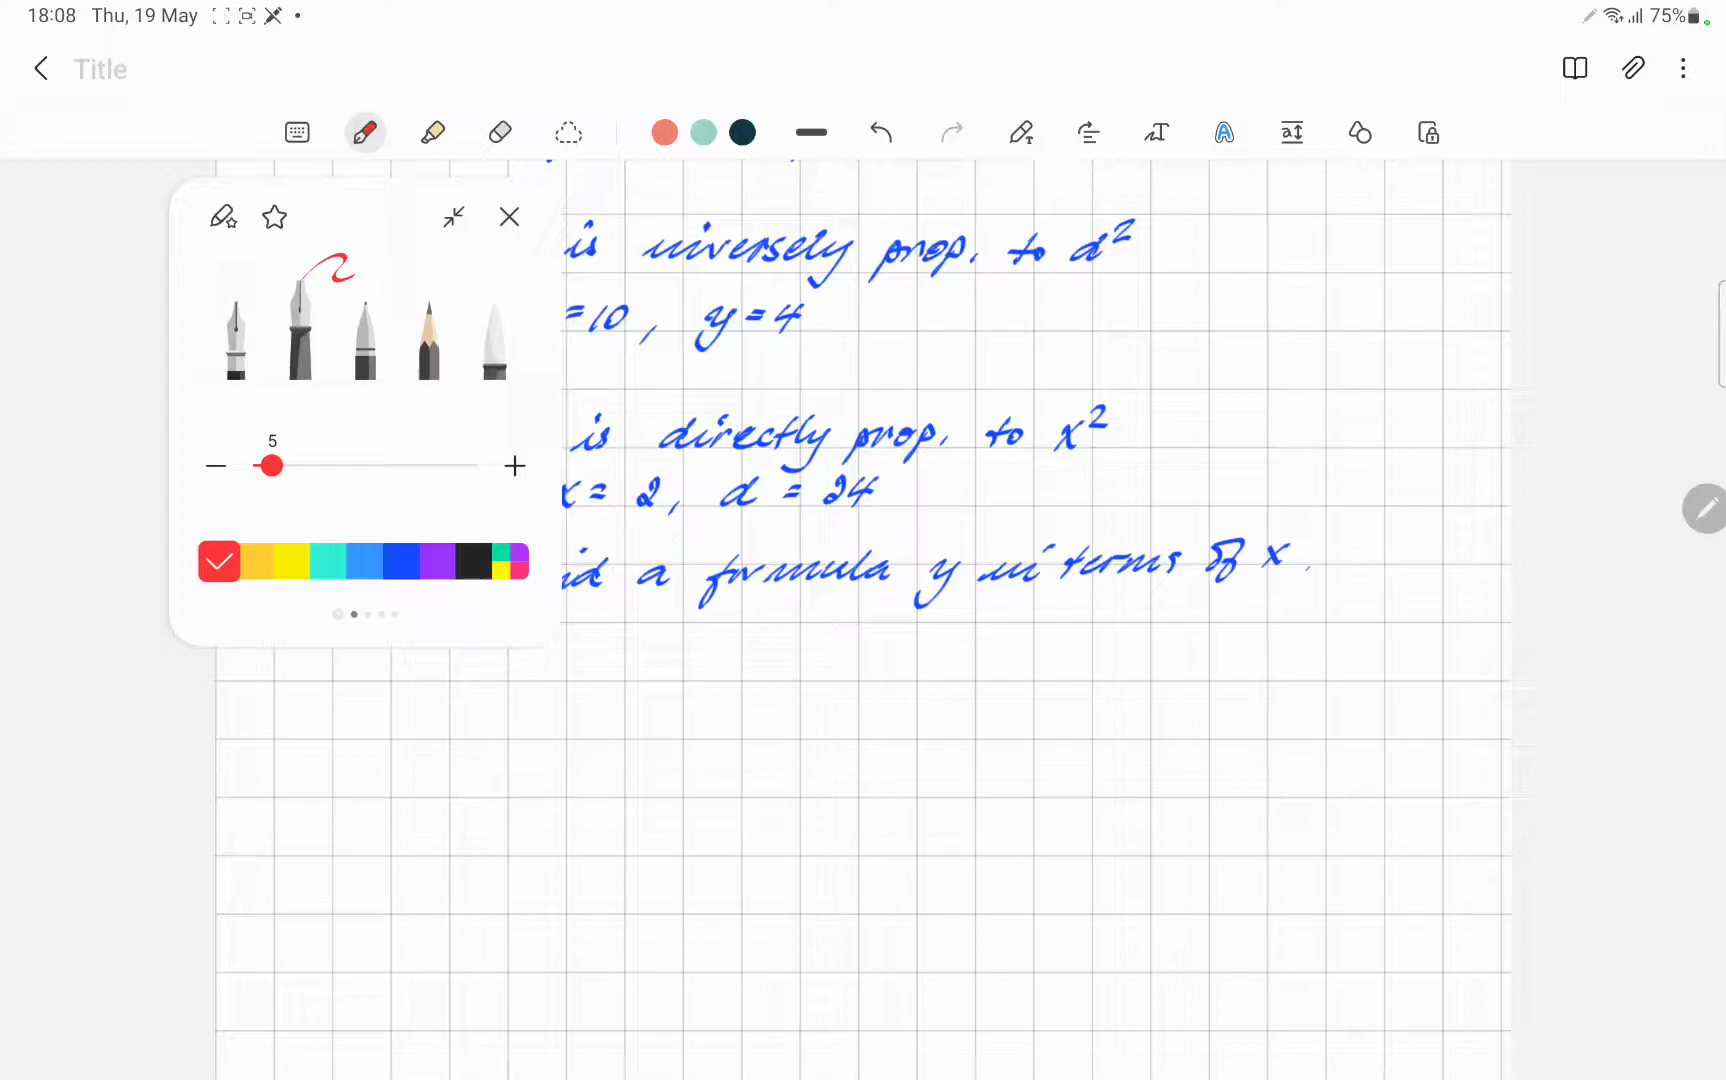 18:08 Thu, 19 May 75%
Title
is inversely prop. to d²
=10, y=4
5
is directly prop. to x²
x= 2, d = 24
a formula y in terms of x.